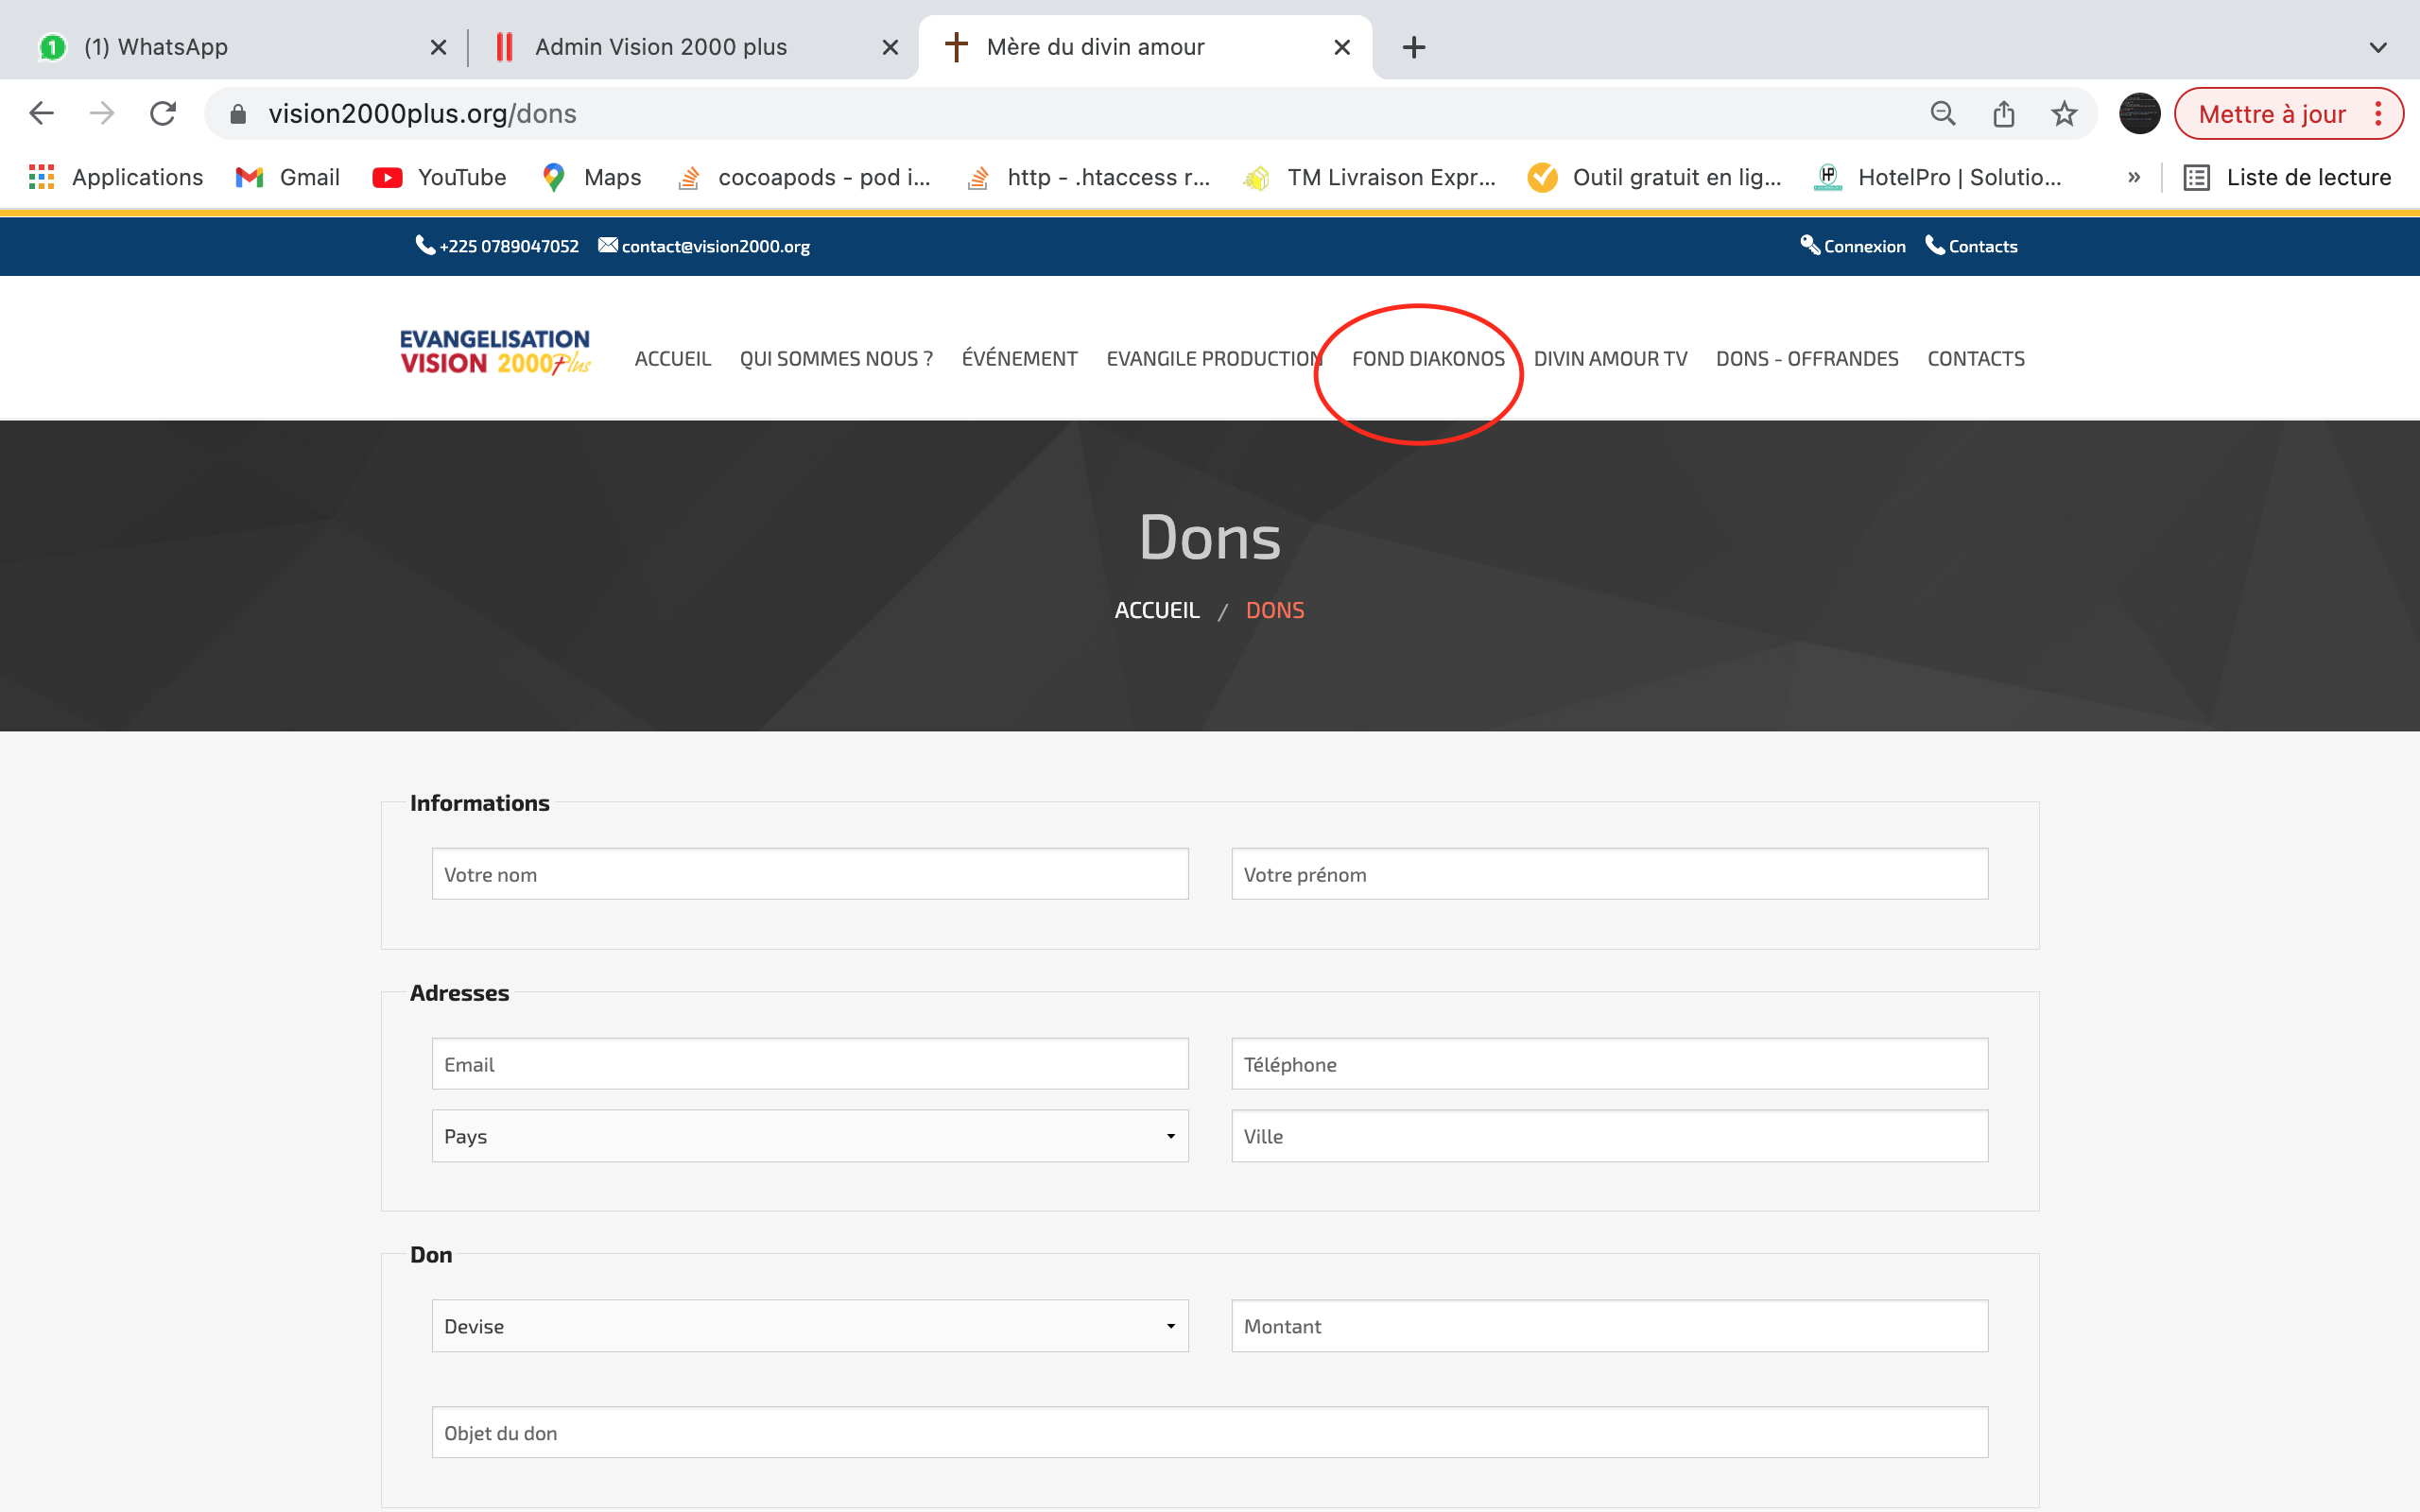 (1) WhatsApp
Admin Vision 2000 plus
Mère du divin amour
vision2000plus.org/dons
Mettre à jour
Applications
Gmail
YouTube
Maps
cocoapods - pod i...
http - .htaccess r...
TM Livraison Expr...
Outil gratuit en lig...
HotelPro | Solutio...
»
Liste de lecture
+225 0789047052
contact@vision2000.org
Connexion
Contacts
EVANGELISATION
VISION 2000 Plus
ACCUEIL
QUI SOMMES NOUS ?
ÉVÉNEMENT
EVANGILE PRODUCTION
FOND DIAKONOS
DIVIN AMOUR TV
DONS - OFFRANDES
CONTACTS
Dons
ACCUEIL / DONS
Informations
Votre nom
Votre prénom
Adresses
Email
Téléphone
Pays
Ville
Don
Devise
Montant
Objet du don